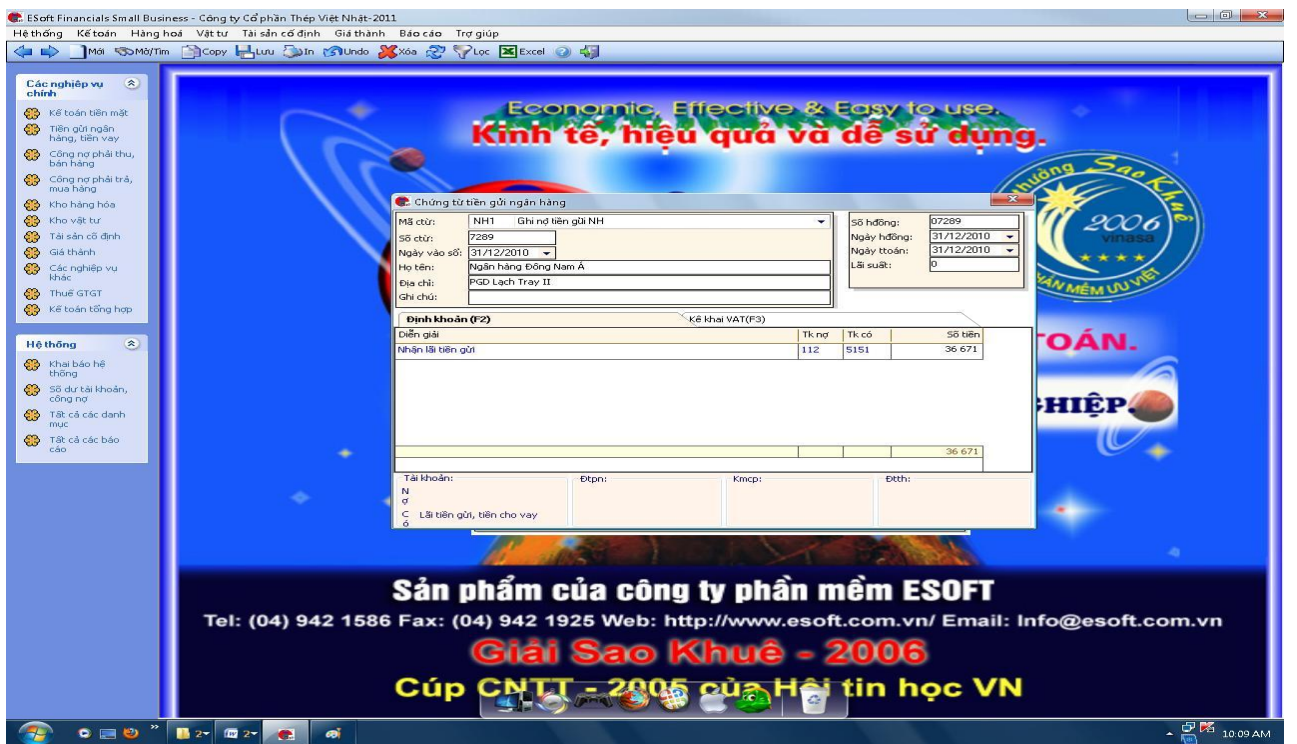 ESoft Financials Small Business - Công ty Cổ phần Thép Việt Nhật-2011
Hệ thống Kế toán Hàng hoá Vật tư Tài sản cố định Giá thành Báo cáo Trợ giúp
Mới Mở/Tìm Copy Lưu In Undo Xóa Lọc Excel
Các nghiệp vụ chính
Kế toán tiền mặt
Tiền gửi ngân hàng, tiền vay
Công nợ phải thu, bán hàng
Công nợ phải trả, mua hàng
Kho hàng hóa
Kho vật tư
Tài sản cố định
Giá thành
Các nghiệp vụ khác
Thuế GTGT
Kế toán tổng hợp
Hệ thống
Khai báo hệ thống
Số dư tài khoản, công nợ
Tất cả các danh mục
Tất cả các báo cáo
Economic, Effective & Easy to use.
Kinh tế, hiệu quả và dễ sử dụng.
Sao Khuê
2006
VINASA
Chứng từ tiền gửi ngân hàng
Mã ctừ: NH1 Ghi nợ tiền gửi NH
Số ctừ: 7289
Ngày vào sổ: 31/12/2010
Họ tên: Ngân hàng Đông Nam Á
Địa chỉ: PGD Lạch Tray II
Ghi chú:
Số hđồng: 07289
Ngày hđồng: 31/12/2010
Ngày ttoán: 31/12/2010
Lãi suất: 0
Định khoản (F2) Kê khai VAT(F3)
Diễn giải Tk nợ Tk có Số tiền
Nhận lãi tiền gửi 112 5151 36 671
36 671
Tài khoản: Đtpn: Kmcp: Đtth:
Nợ
Có Lãi tiền gửi, tiền cho vay
OÁN.
HIỆP.
Sản phẩm của công ty phần mềm ESOFT
Tel: (04) 942 1586 Fax: (04) 942 1925 Web: http://www.esoft.com.vn/ Email: Info@esoft.com.vn
Giải Sao Khuê - 2006
Cúp CNTT - 2005 của Hội tin học VN
2 2 10:09 AM